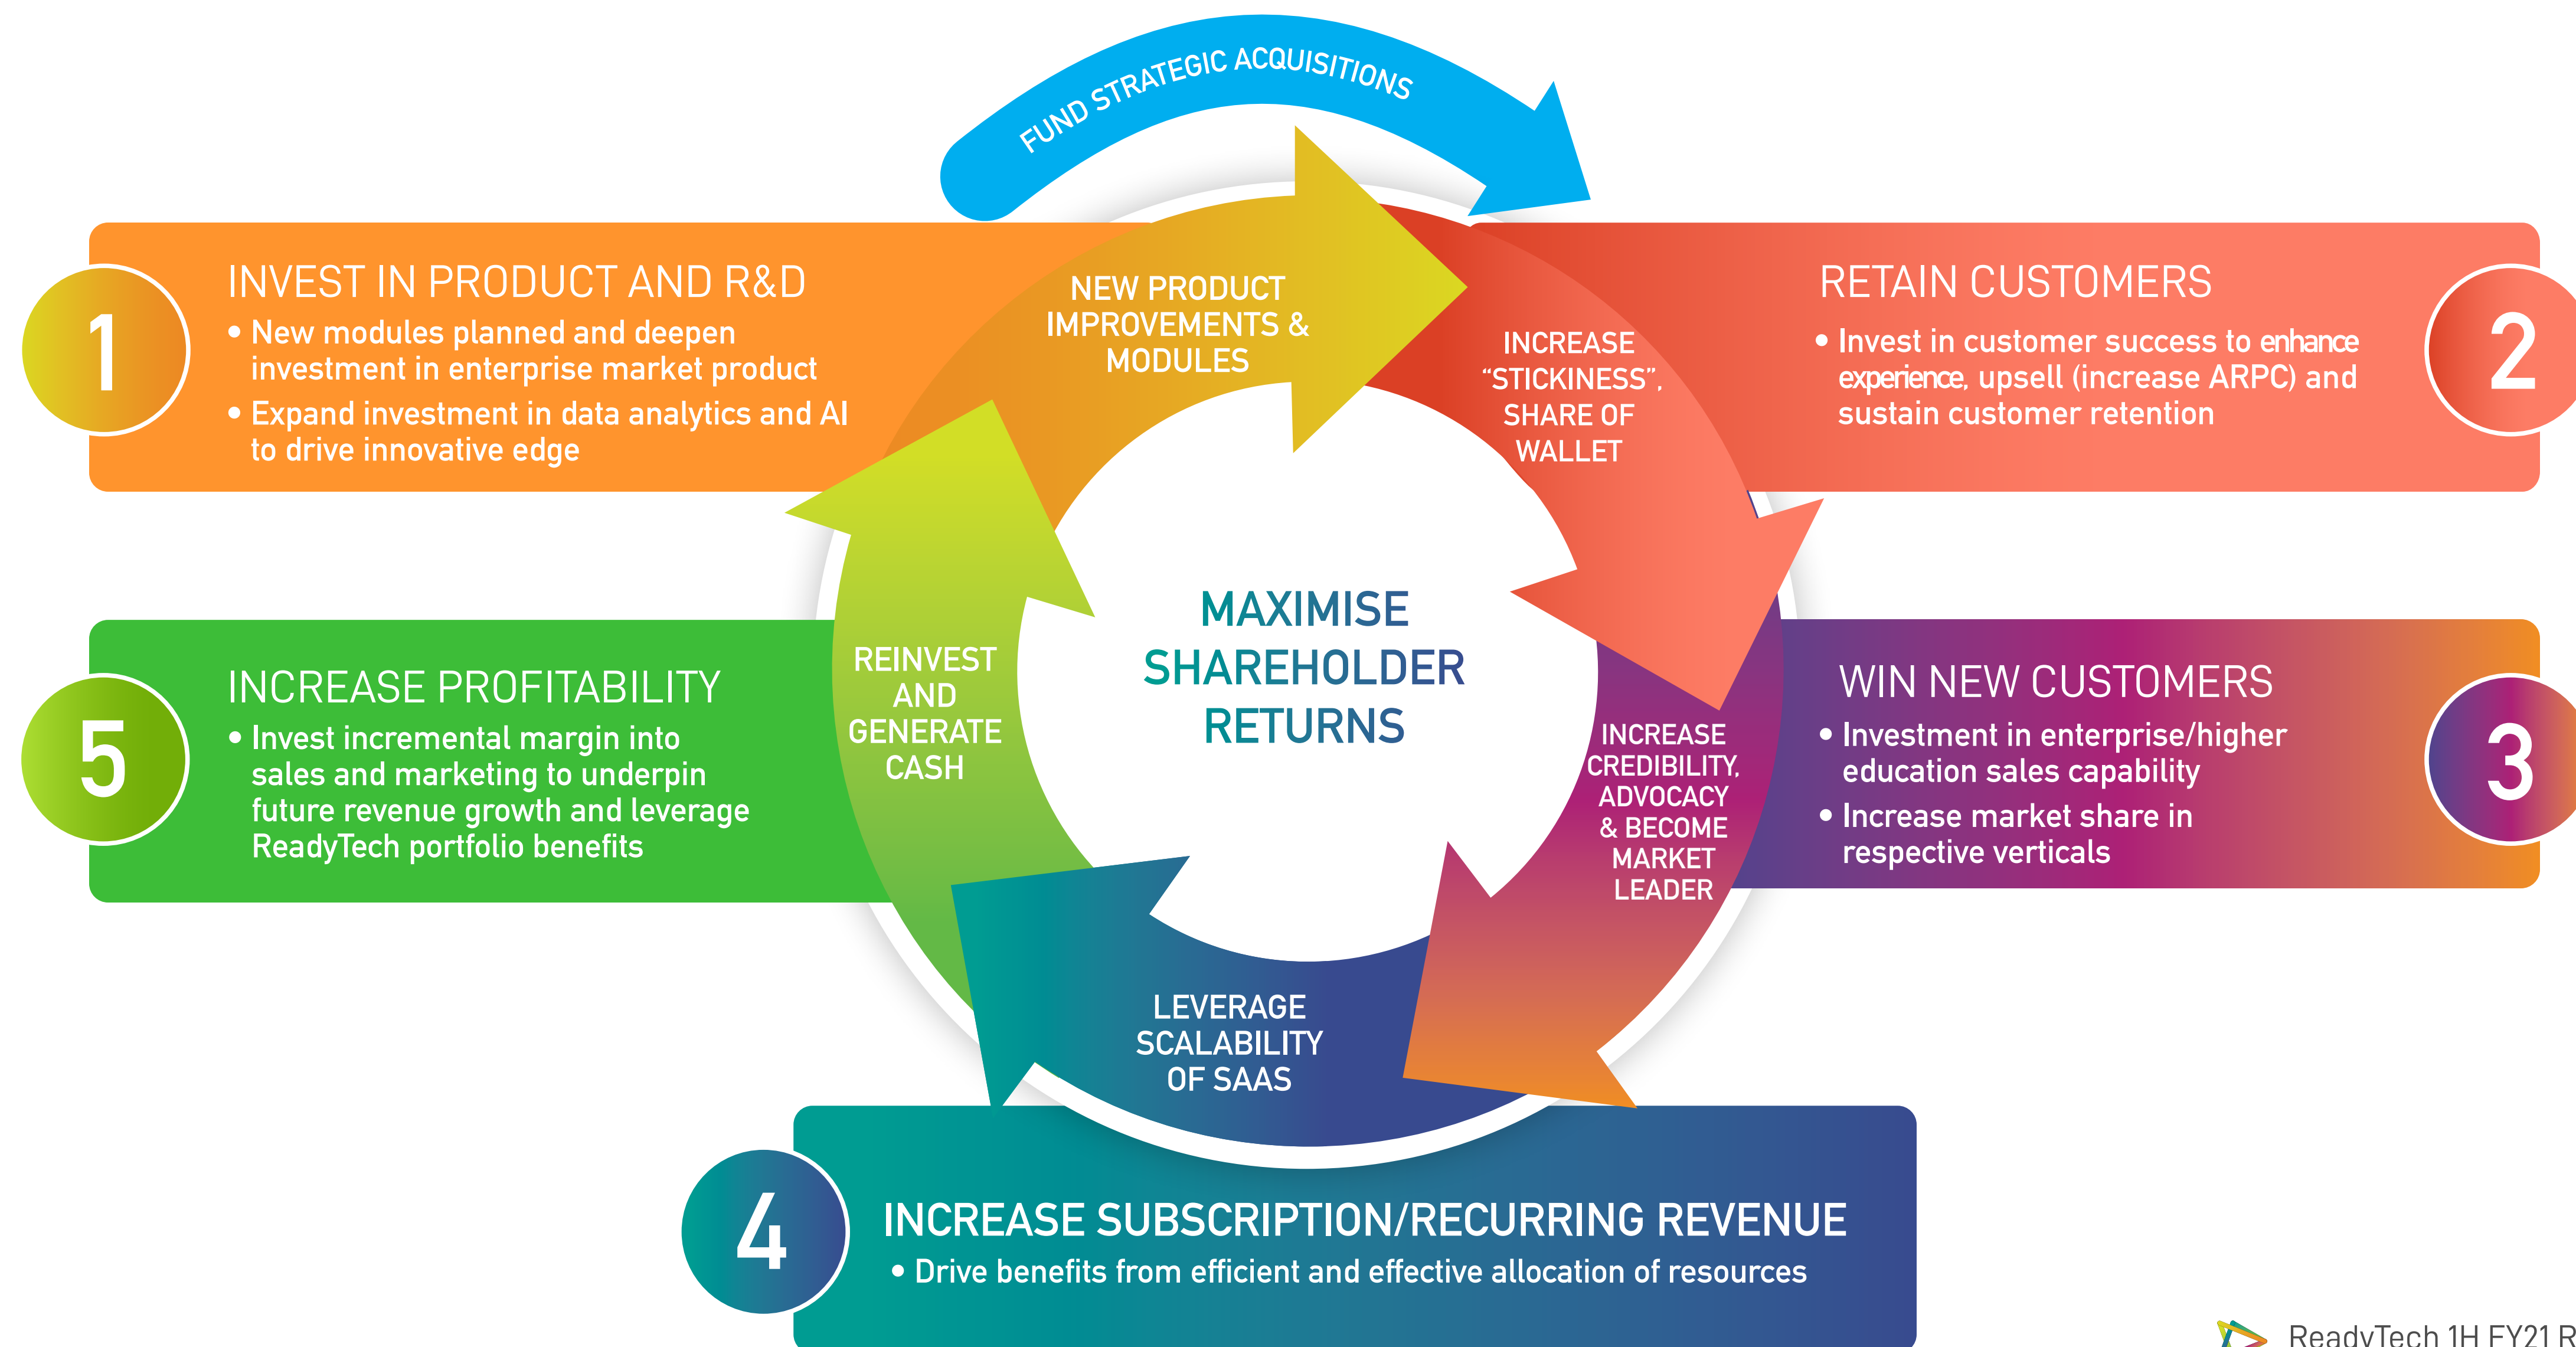 FUND STRATEGIC ACQUISITIONS
1
INVEST IN PRODUCT AND R&D
• New modules planned and deepen
investment in enterprise market product
• Expand investment in data analytics and AI
to drive innovative edge
NEW PRODUCT
IMPROVEMENTS &
MODULES
INCREASE
“STICKINESS”,
SHARE OF
WALLET
RETAIN CUSTOMERS
• Invest in customer success to enhance
experience, upsell (increase ARPC) and
sustain customer retention
2
5
INCREASE PROFITABILITY
• Invest incremental margin into
sales and marketing to underpin
future revenue growth and leverage
ReadyTech portfolio benefits
REINVEST
AND
GENERATE
CASH
MAXIMISE
SHAREHOLDER
RETURNS
INCREASE
CREDIBILITY,
ADVOCACY
& BECOME
MARKET
LEADER
WIN NEW CUSTOMERS
• Investment in enterprise/higher
education sales capability
• Increase market share in
respective verticals
3
LEVERAGE
SCALABILITY
OF SAAS
4
INCREASE SUBSCRIPTION/RECURRING REVENUE
• Drive benefits from efficient and effective allocation of resources
ReadyTech 1H FY21